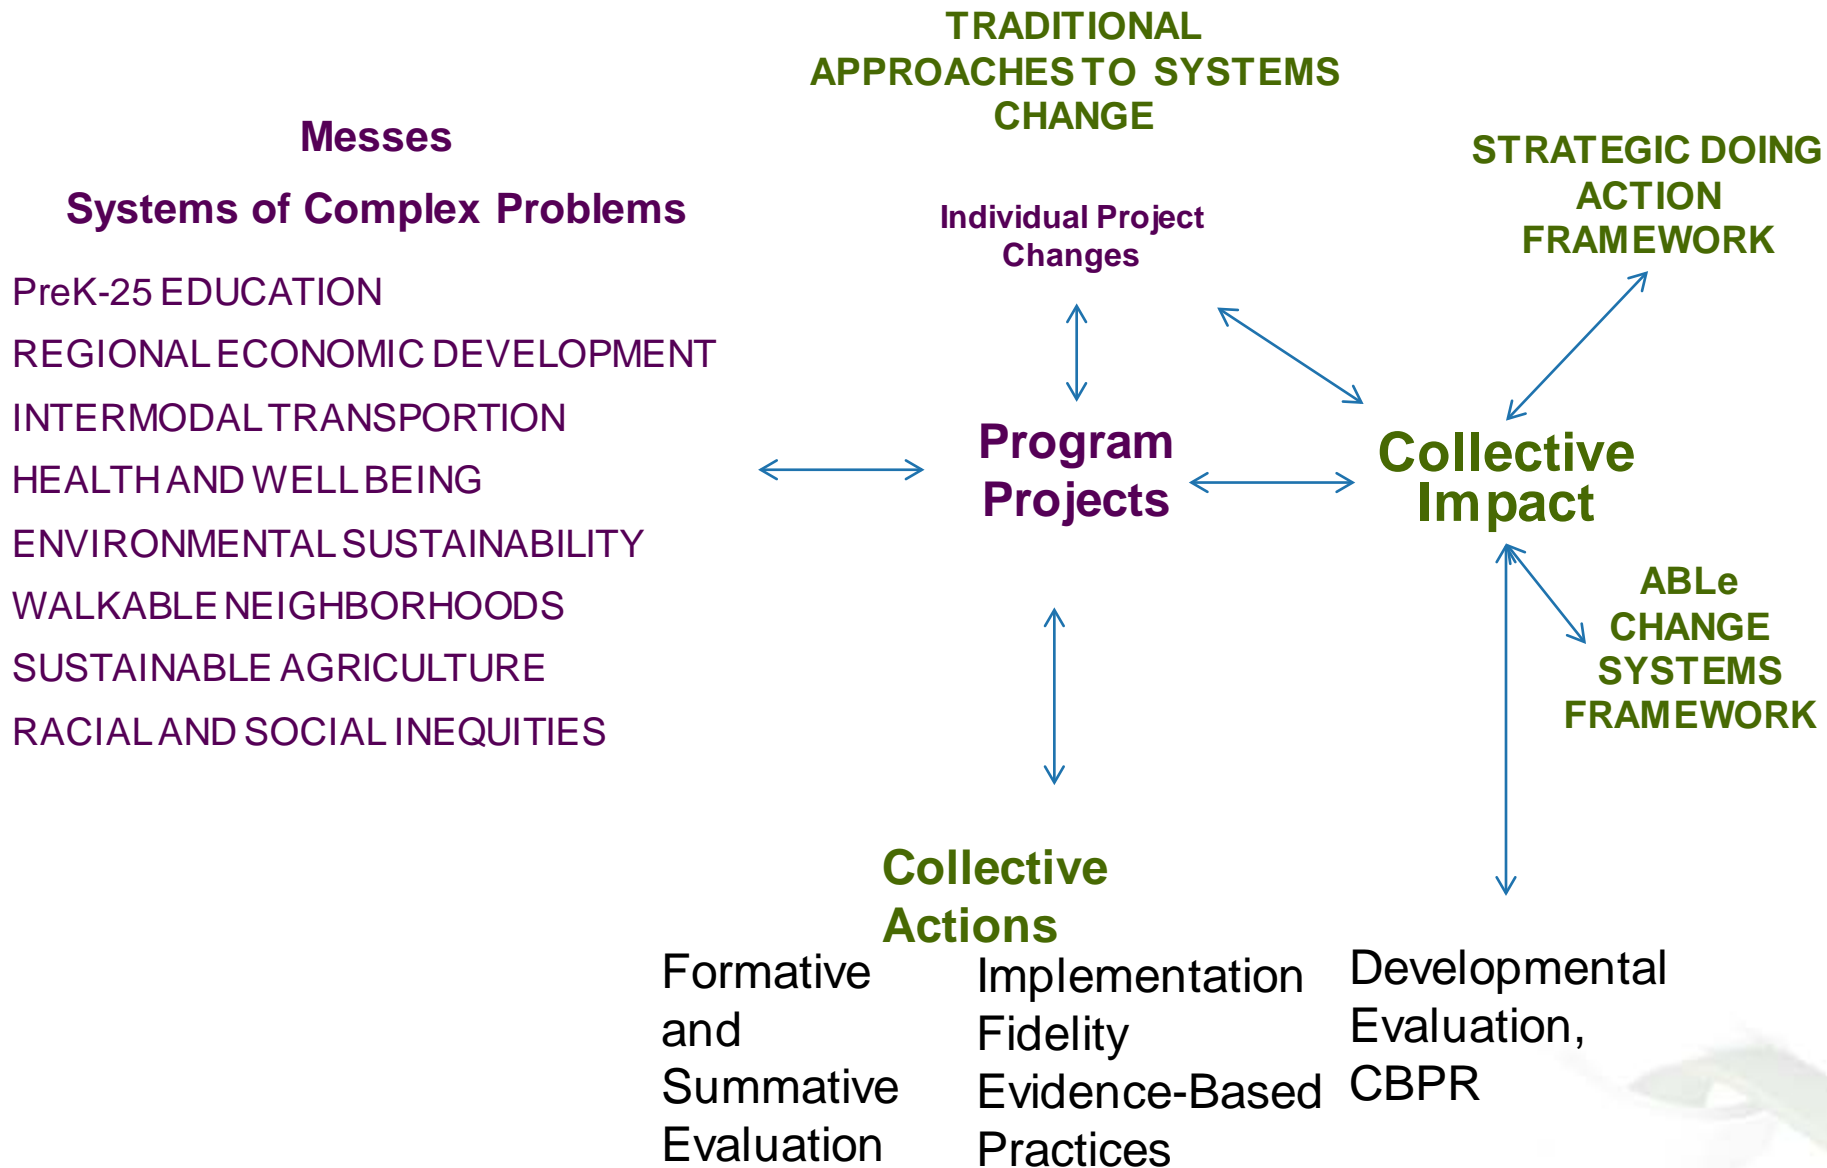 TRADITIONAL
APPROACHES TO SYSTEMS
CHANGE
Messes
Systems of Complex Problems
PreK-25 EDUCATION
REGIONAL ECONOMIC DEVELOPMENT
INTERMODAL TRANSPORTION
HEALTH AND WELL BEING
ENVIRONMENTAL SUSTAINABILITY
WALKABLE NEIGHBORHOODS
SUSTAINABLE AGRICULTURE
RACIAL AND SOCIAL INEQUITIES
Individual Project
Changes
STRATEGIC DOING
ACTION
FRAMEWORK
Program
Projects
Collective
Impact
ABLe
CHANGE
SYSTEMS
FRAMEWORK
Collective
Actions
Formative
and
Summative
Evaluation
Implementation
Fidelity
Evidence-Based
Practices
Developmental
Evaluation,
CBPR